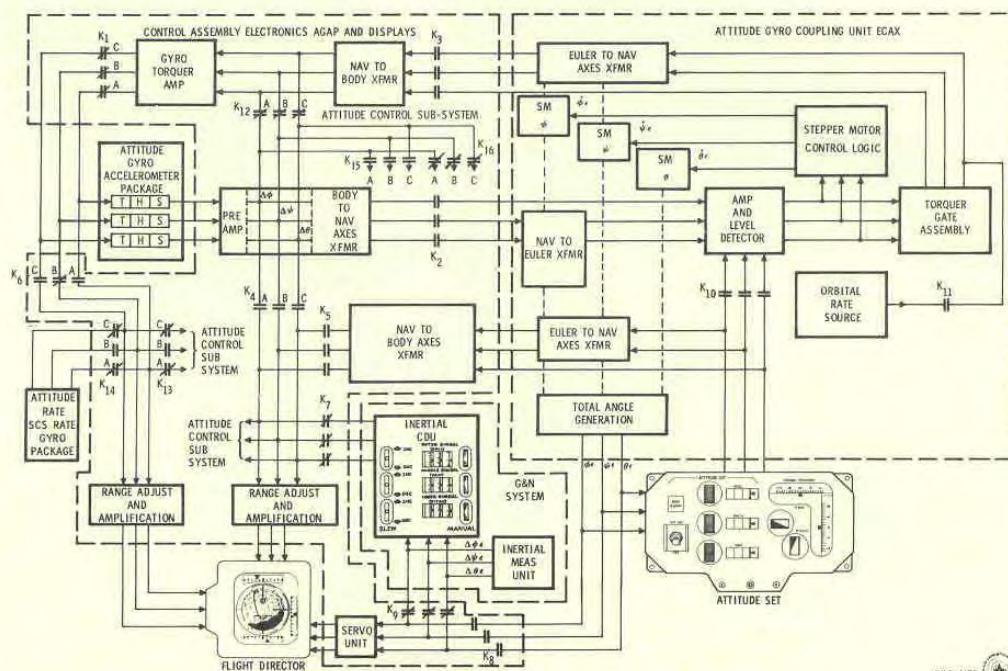 CONTROL ASSEMBLY ELECTRONICS AGAP AND DISPLAYS
ATTITUDE GYRO COUPLING UNIT ECAX
K1
C
B
A
GYRO
TORQUER
AMP
NAV TO
BODY XFMR
K3
EULER TO NAV
AXES XFMR
K12
A B C
ATTITUDE CONTROL SUB-SYSTEM
K15
K16
A B C A B C
SM
SM
SM
STEPPER MOTOR
CONTROL LOGIC
ATTITUDE
GYRO
ACCELEROMETER
PACKAGE
T H S
T H S
T H S
PRE
AMP
Δφ
Δψ
Δθ
BODY
TO
NAV
AXES
XFMR
K2
NAV TO
EULER XFMR
AMP
AND
LEVEL
DETECTOR
TORQUER
GATE
ASSEMBLY
K6
C B A
K4
A B C
K10
ORBITAL
RATE
SOURCE
K11
K5
NAV TO
BODY AXES
XFMR
EULER TO NAV
AXES XFMR
C C
B B
A A
K14
K13
ATTITUDE
CONTROL
SUB
SYSTEM
ATTITUDE
RATE
SCS RATE
GYRO
PACKAGE
ATTITUDE
CONTROL
SUB
SYSTEM
K7
INERTIAL
CDU
SLEW
MANUAL
G&N
SYSTEM
TOTAL ANGLE
GENERATION
RANGE ADJUST
AND
AMPLIFICATION
RANGE ADJUST
AND
AMPLIFICATION
INERTIAL
MEAS
UNIT
ATTITUDE SET
ATTITUDE SET
K9
SERVO
UNIT
K8
FLIGHT DIRECTOR